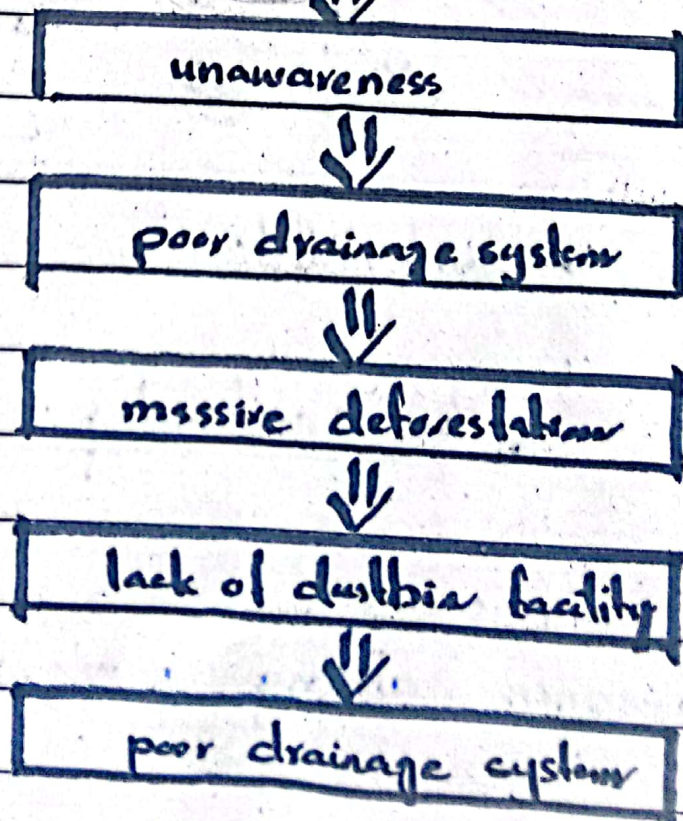 unawareness
poor drainage system
massive deforestation
lack of dustbin facility
poor drainage system